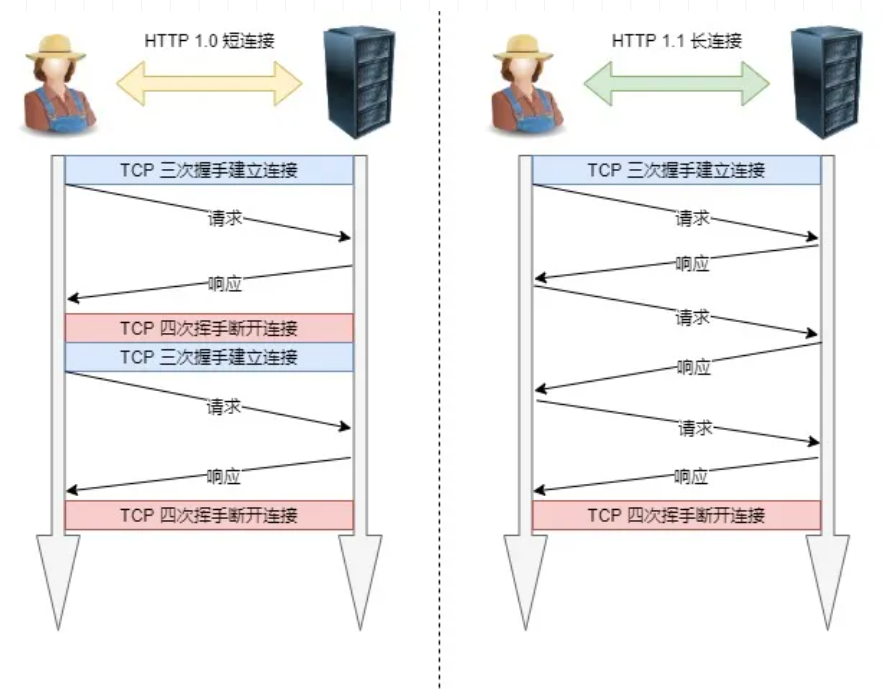 HTTP 1.0 短连接
TCP 三次握手建立连接
请求
响应
TCP 四次挥手断开连接
TCP 三次握手建立连接
请求
响应
TCP 四次挥手断开连接
HTTP 1.1 长连接
TCP 三次握手建立连接
请求
响应
请求
响应
请求
响应
TCP 四次挥手断开连接